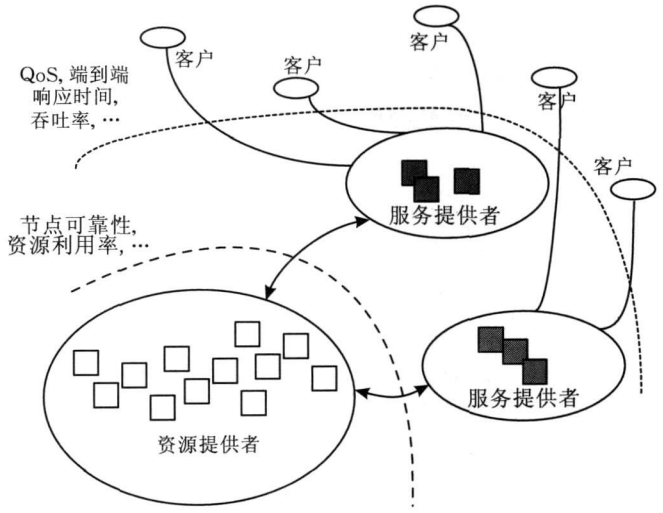 客户
客户
客户
QoS, 端到端
响应时间,
吞吐率, …
客户
客户
服务提供者
节点可靠性,
资源利用率, …
服务提供者
资源提供者